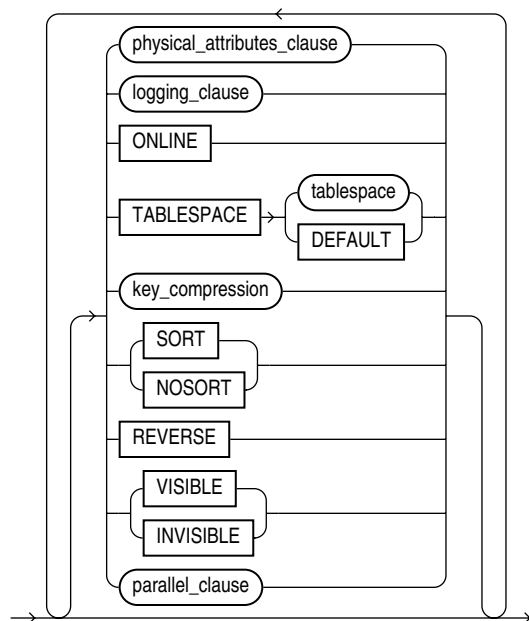 physical_attributes_clause
logging_clause
ONLINE
tablespace
TABLESPACE
DEFAULT
key_compression
SORT
NOSORT
REVERSE
VISIBLE
INVISIBLE
parallel_clause